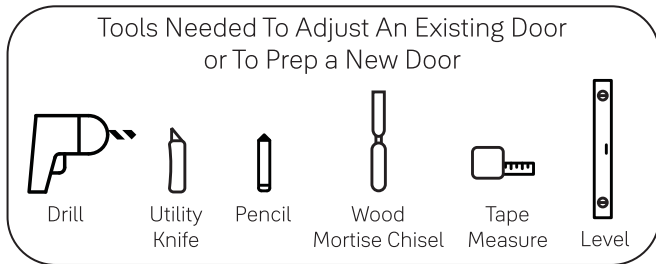 Tools Needed To Adjust An Existing Door
or To Prep a New Door
Drill
Utility
Knife
Pencil
Wood
Mortise Chisel
Tape
Measure
Level